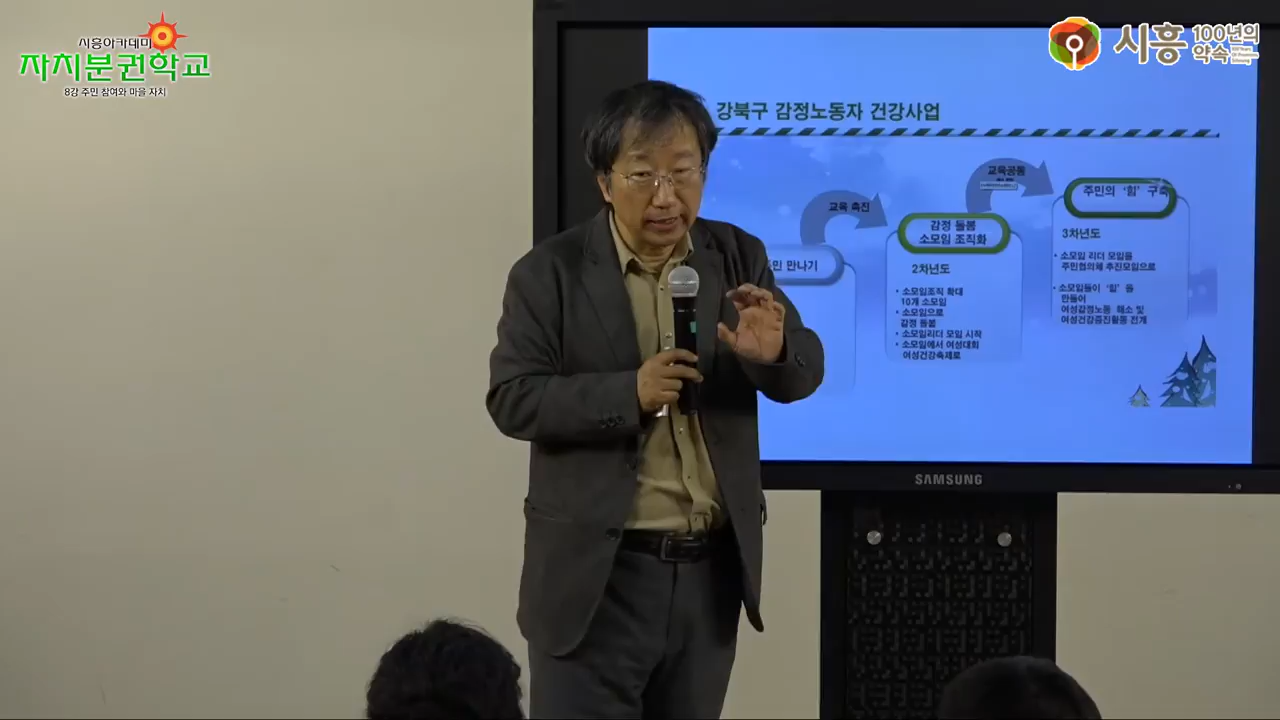 시흥아카데미
자치분권학교
8강 주민 참여와 마을 자치
시흥 100년의 약속
강북구 감정노동자 건강사업
만나기
교육 촉진
감정 돌봄
소모임 조직화
2차년도
• 소모임조직 확대
10개 소모임
• 소모임으로
감정 돌봄
• 소모임리더 모임 시작
• 소모임에서 여성대회
여성건강축제로
교육공동
주민의 '힘' 구축
3차년도
• 소모임 리더 모임을
주민협의체 추진모임으로
• 소모임들이 '힘'을
만들어
여성감정노동 해소 및
여성건강증진활동 전개
SAMSUNG